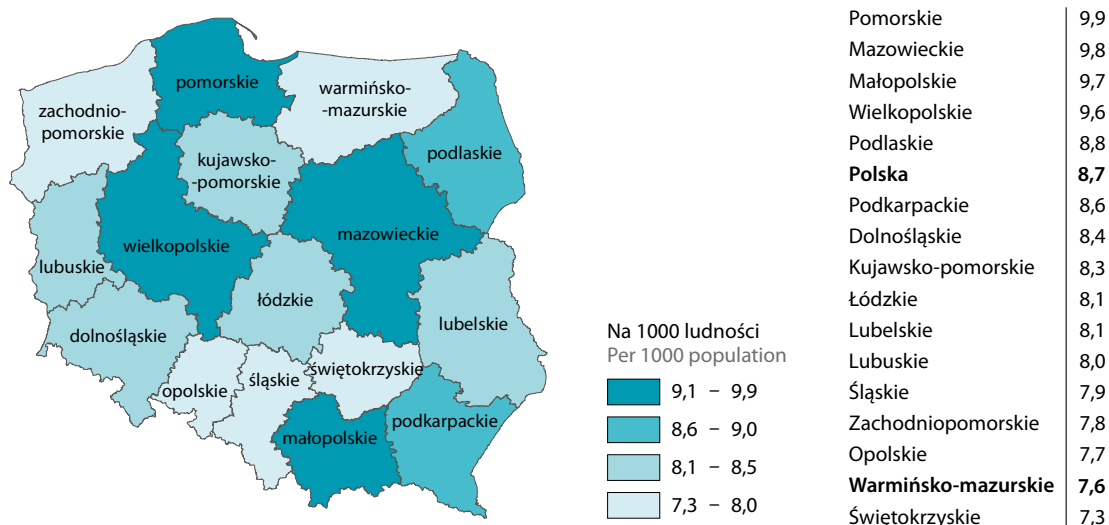 pomorskie
warmińsko-
-mazurskie
zachodnio-
pomorskie
kujawsko-
-pomorskie
podlaskie
wielkopolskie
mazowieckie
lubuskie
łódzkie
dolnośląskie
lubelskie
opolskie
śląskie
świętokrzyskie
małopolskie
podkarpackie
Na 1000 ludności
Per 1000 population
9,1 – 9,9
8,6 – 9,0
8,1 – 8,5
7,3 – 8,0
Pomorskie 9,9
Mazowieckie 9,8
Małopolskie 9,7
Wielkopolskie 9,6
Podlaskie 8,8
Polska 8,7
Podkarpackie 8,6
Dolnośląskie 8,4
Kujawsko-pomorskie 8,3
Łódzkie 8,1
Lubelskie 8,1
Lubuskie 8,0
Śląskie 7,9
Zachodniopomorskie 7,8
Opolskie 7,7
Warmińsko-mazurskie 7,6
Świętokrzyskie 7,3